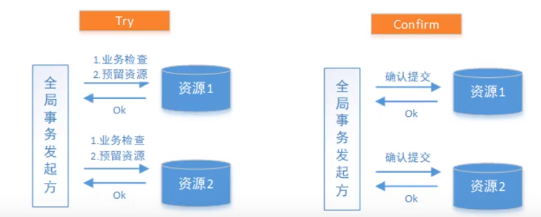 Try
Confirm
全局事务发起方
1.业务检查
2.预留资源
Ok
资源1
1.业务检查
2.预留资源
Ok
资源2
全局事务发起方
确认提交
Ok
资源1
确认提交
Ok
资源2